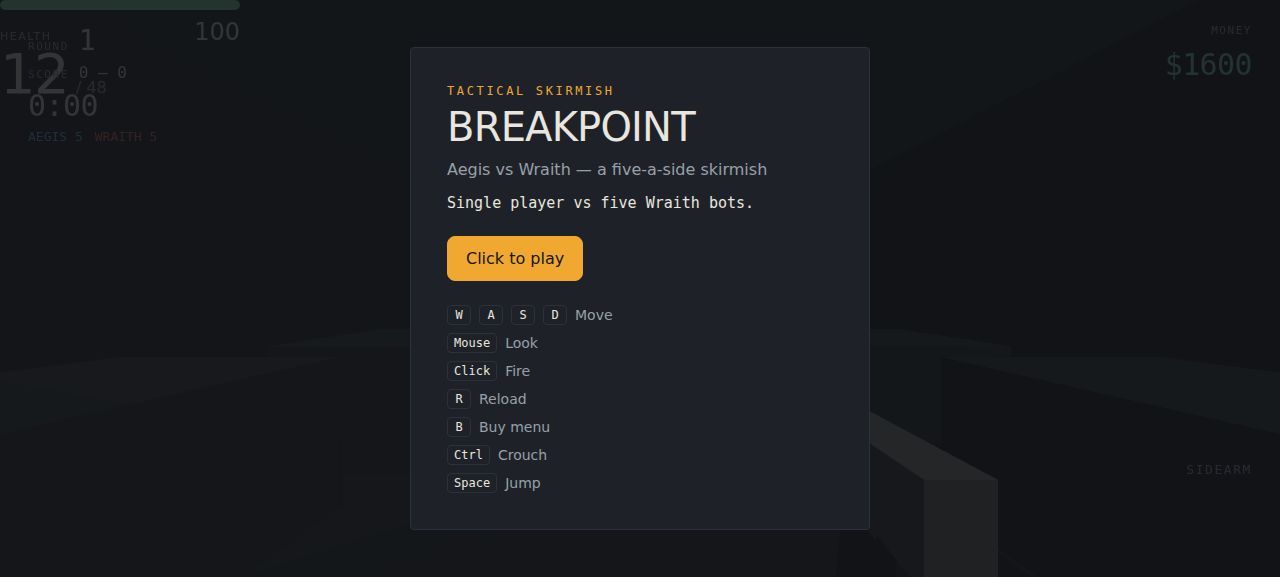 HEALTH
100
ROUND 1
12 / 48
SCORE 0 — 0
0:00
AEGIS 5 WRAITH 5
MONEY
$1600
TACTICAL SKIRMISH
BREAKPOINT
Aegis vs Wraith — a five-a-side skirmish
Single player vs five Wraith bots.
Click to play
W A S D Move
Mouse Look
Click Fire
R Reload
B Buy menu
Ctrl Crouch
Space Jump
SIDEARM